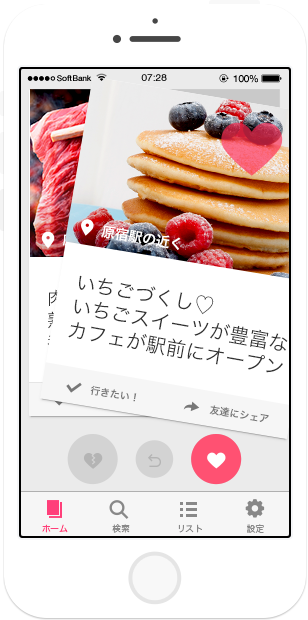 SoftBank 07:28 100%
原宿駅の近く
いちごづくし♡
いちごスイーツが豊富な
カフェが駅前にオープン
行きたい！
友達にシェア
ホーム 検索 リスト 設定